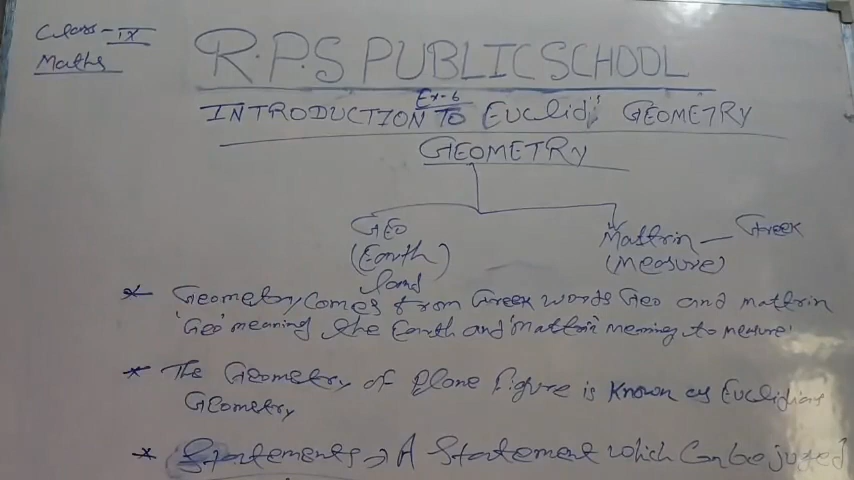 Class - IX
Maths
R.P.S PUBLIC SCHOOL
Ex-6
INTRODUCTION TO Euclid's GEOMETRY
GEOMETRY
GEO
(Earth)
land
Mattrin — Greek
(Measure)
* Geometry comes from Greek words Geo and mattrin
'Geo' meaning the Earth and 'Mattrin' meming to measure'
* The Geometry of plane figure is known as Euclidians
Geometry
* Statements → A Statement which can be juged